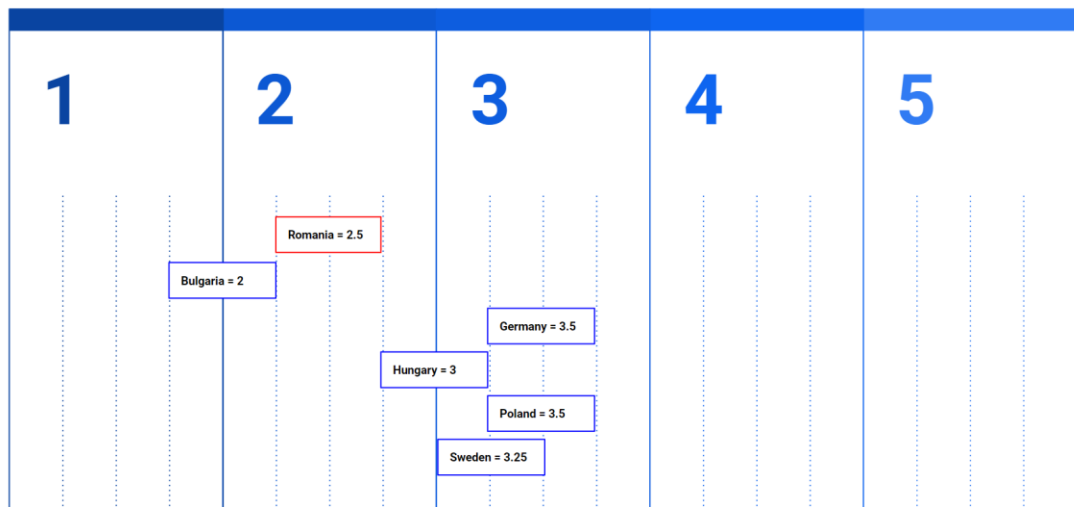 1 2 3 4 5
Romania = 2.5
Bulgaria = 2
Germany = 3.5
Hungary = 3
Poland = 3.5
Sweden = 3.25